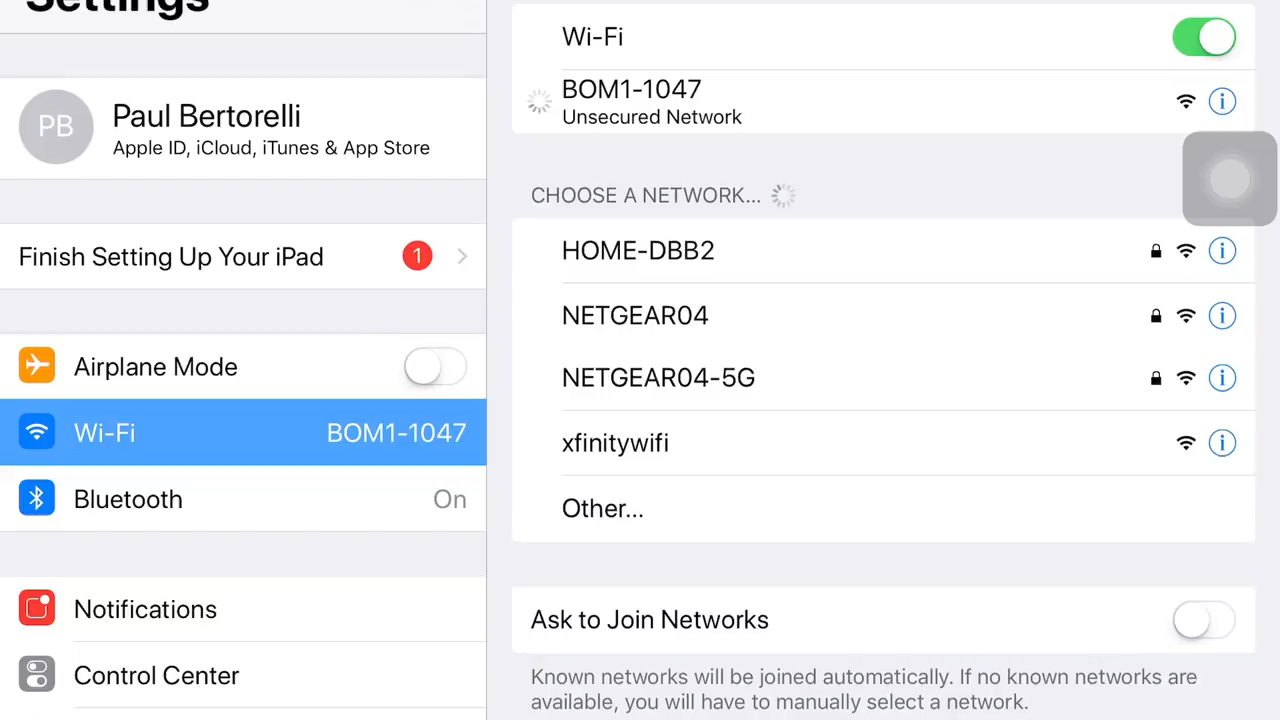 Settings
PB
Paul Bertorelli
Apple ID, iCloud, iTunes & App Store
Finish Setting Up Your iPad
1
Airplane Mode
Wi-Fi
BOM1-1047
Bluetooth
On
Notifications
Control Center
Wi-Fi
BOM1-1047
Unsecured Network
CHOOSE A NETWORK...
HOME-DBB2
NETGEAR04
NETGEAR04-5G
xfinitywifi
Other...
Ask to Join Networks
Known networks will be joined automatically. If no known networks are
available, you will have to manually select a network.